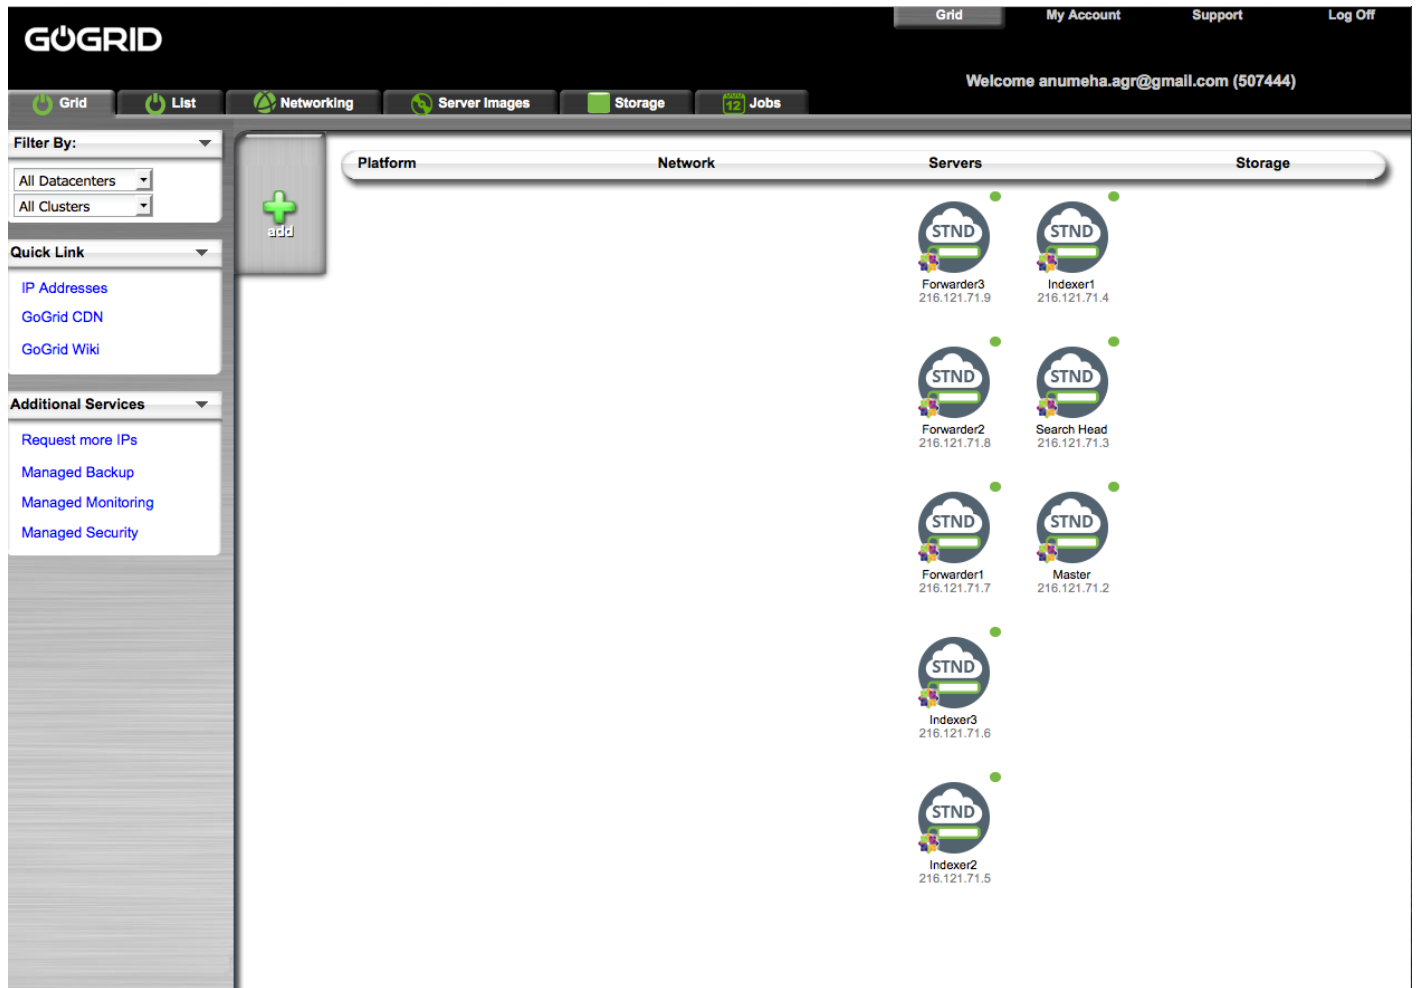 GOGRID
Grid My Account Support Log Off
Welcome anumeha.agr@gmail.com (507444)
Grid List Networking Server Images Storage 12 Jobs
Filter By:
All Datacenters
All Clusters
Quick Link
IP Addresses
GoGrid CDN
GoGrid Wiki
Additional Services
Request more IPs
Managed Backup
Managed Monitoring
Managed Security
add
Platform Network Servers Storage
STND STND
Forwarder3 Indexer1
216.121.71.9 216.121.71.4
STND STND
Forwarder2 Search Head
216.121.71.8 216.121.71.3
STND STND
Forwarder1 Master
216.121.71.7 216.121.71.2
STND
Indexer3
216.121.71.6
STND
Indexer2
216.121.71.5